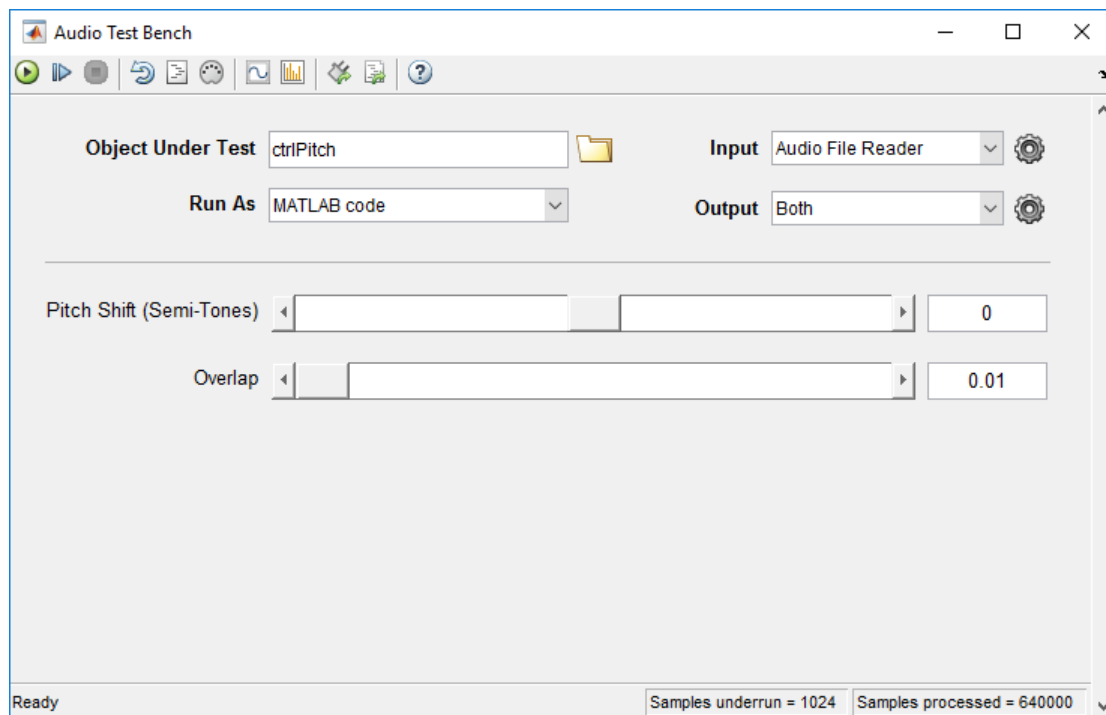 Audio Test Bench
Object Under Test ctrlPitch Input Audio File Reader
Run As MATLAB code Output Both
Pitch Shift (Semi-Tones) 0
Overlap 0.01
Ready Samples underrun = 1024 Samples processed = 640000